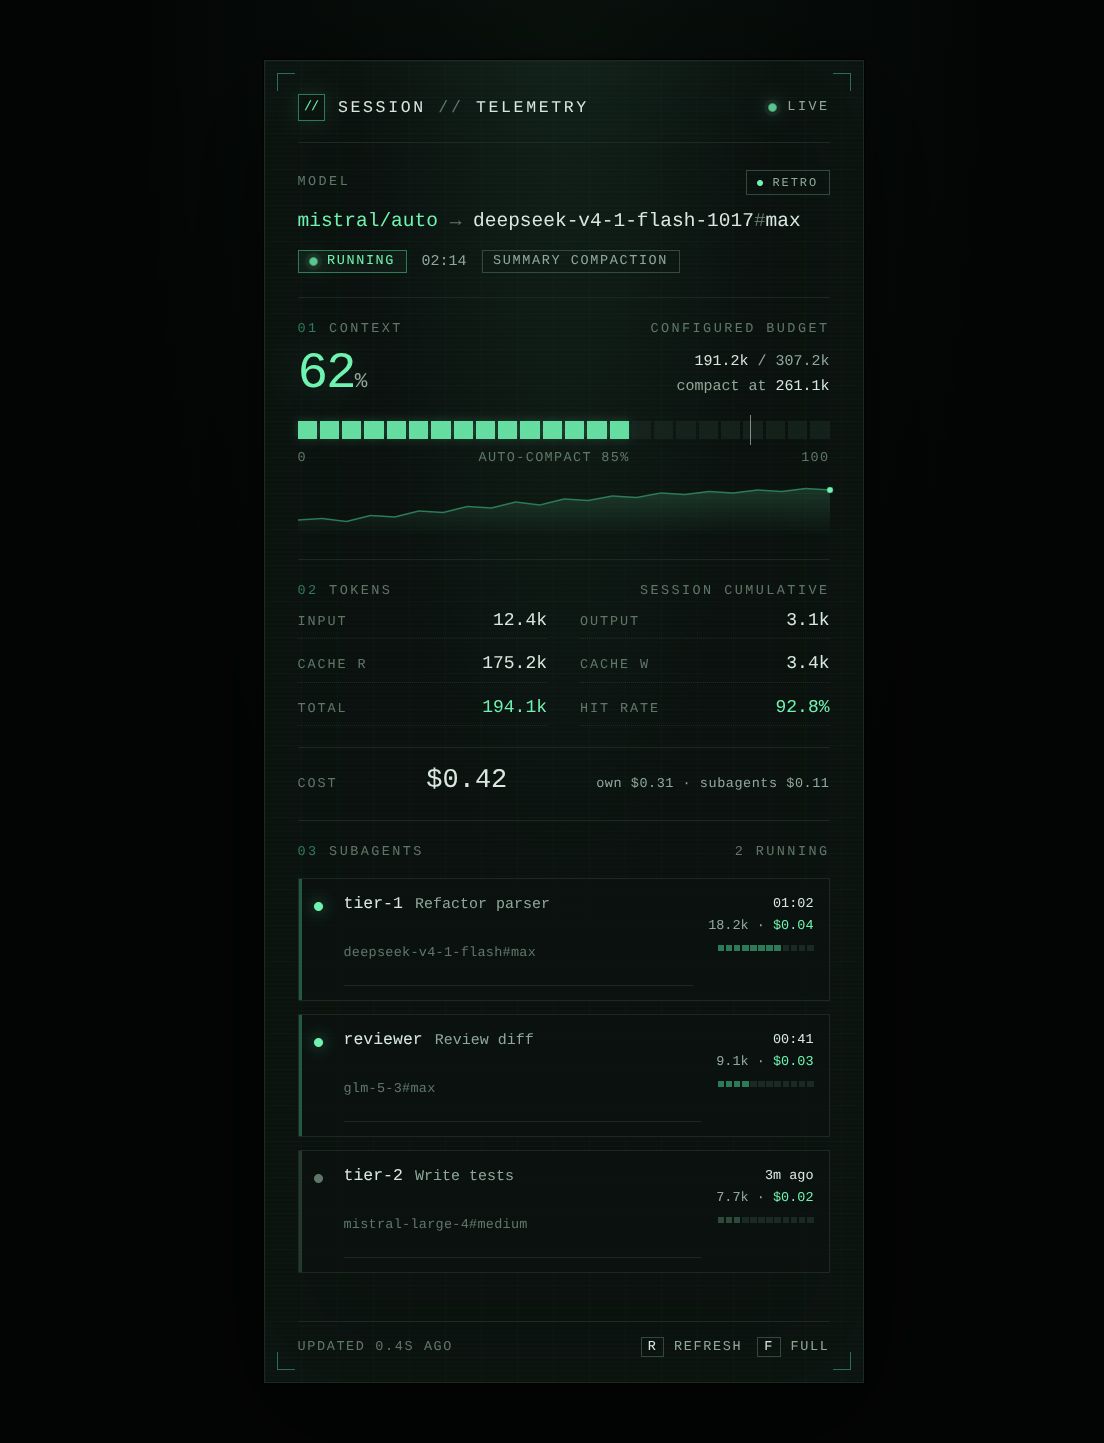 // SESSION // TELEMETRY LIVE
MODEL RETRO
mistral/auto → deepseek-v4-1-flash-1017#max
RUNNING 02:14 SUMMARY COMPACTION
01 CONTEXT CONFIGURED BUDGET
62% 191.2k / 307.2k
compact at 261.1k
0 AUTO-COMPACT 85% 100
02 TOKENS SESSION CUMULATIVE
INPUT 12.4k OUTPUT 3.1k
CACHE R 175.2k CACHE W 3.4k
TOTAL 194.1k HIT RATE 92.8%
COST $0.42 own $0.31 · subagents $0.11
03 SUBAGENTS 2 RUNNING
tier-1 Refactor parser 01:02
18.2k · $0.04
deepseek-v4-1-flash#max
reviewer Review diff 00:41
9.1k · $0.03
glm-5-3#max
tier-2 Write tests 3m ago
7.7k · $0.02
mistral-large-4#medium
UPDATED 0.4S AGO R REFRESH F FULL